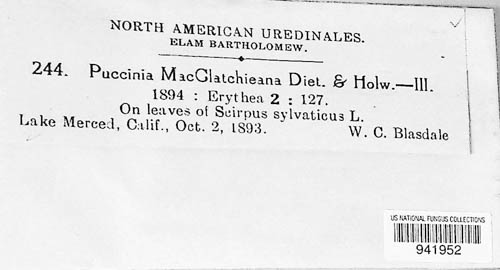 NORTH AMERICAN UREDINALES.
ELAM BARTHOLOMEW.
244. Puccinia MacClatchieana Diet. & Holw.—III.
1894 : Erythea 2 : 127.
On leaves of Scirpus sylvaticus L.
Lake Merced, Calif., Oct. 2, 1893. W. C. Blasdale
US NATIONAL FUNGUS COLLECTIONS
941952